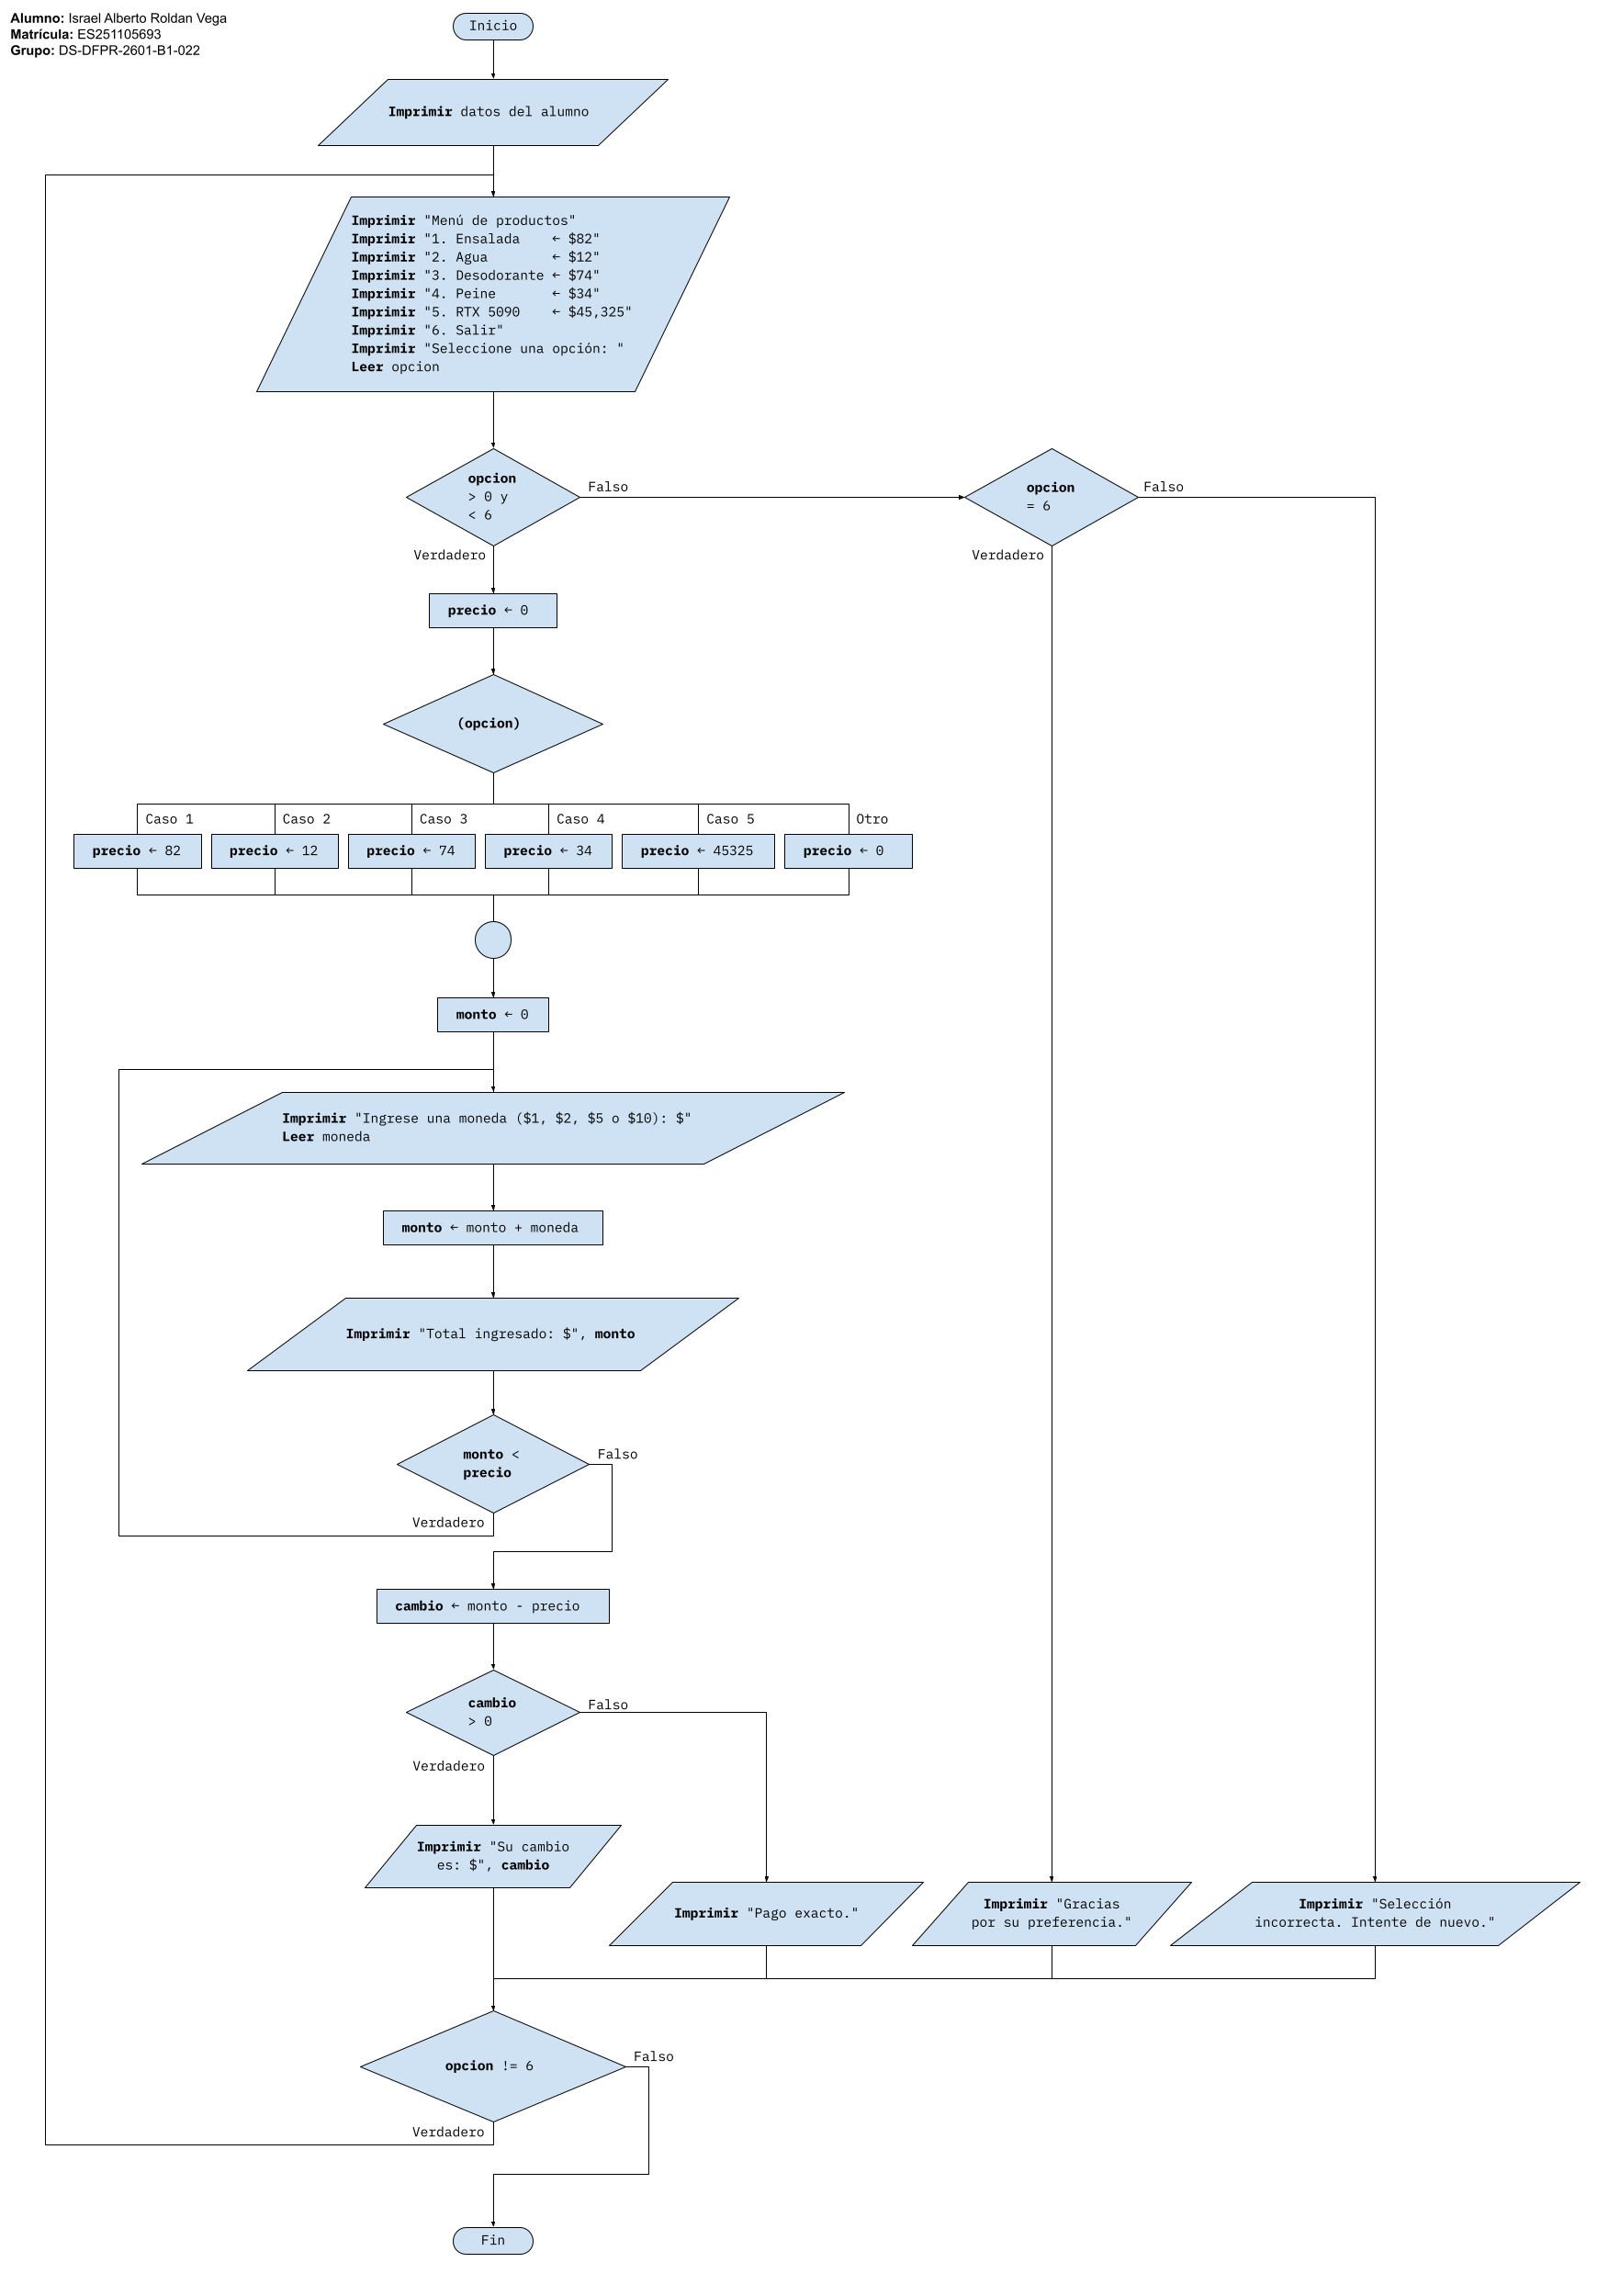 Alumno: Israel Alberto Roldan Vega
Matrícula: ES251105693
Grupo: DS-DFPR-2601-B1-022
Inicio
Imprimir datos del alumno
Imprimir "Menú de productos"
Imprimir "1. Ensalada    ← $82"
Imprimir "2. Agua        ← $12"
Imprimir "3. Desodorante ← $74"
Imprimir "4. Peine       ← $34"
Imprimir "5. RTX 5090    ← $45,325"
Imprimir "6. Salir"
Imprimir "Seleccione una opción: "
Leer opcion
opcion
> 0 y
< 6
Falso
Verdadero
opcion
= 6
Falso
Verdadero
precio ← 0
(opcion)
Caso 1
Caso 2
Caso 3
Caso 4
Caso 5
Otro
precio ← 82
precio ← 12
precio ← 74
precio ← 34
precio ← 45325
precio ← 0
monto ← 0
Imprimir "Ingrese una moneda ($1, $2, $5 o $10): $"
Leer moneda
monto ← monto + moneda
Imprimir "Total ingresado: $", monto
monto <
precio
Falso
Verdadero
cambio ← monto - precio
cambio
> 0
Falso
Verdadero
Imprimir "Su cambio
es: $", cambio
Imprimir "Pago exacto."
Imprimir "Gracias
por su preferencia."
Imprimir "Selección
incorrecta. Intente de nuevo."
opcion != 6
Falso
Verdadero
Fin